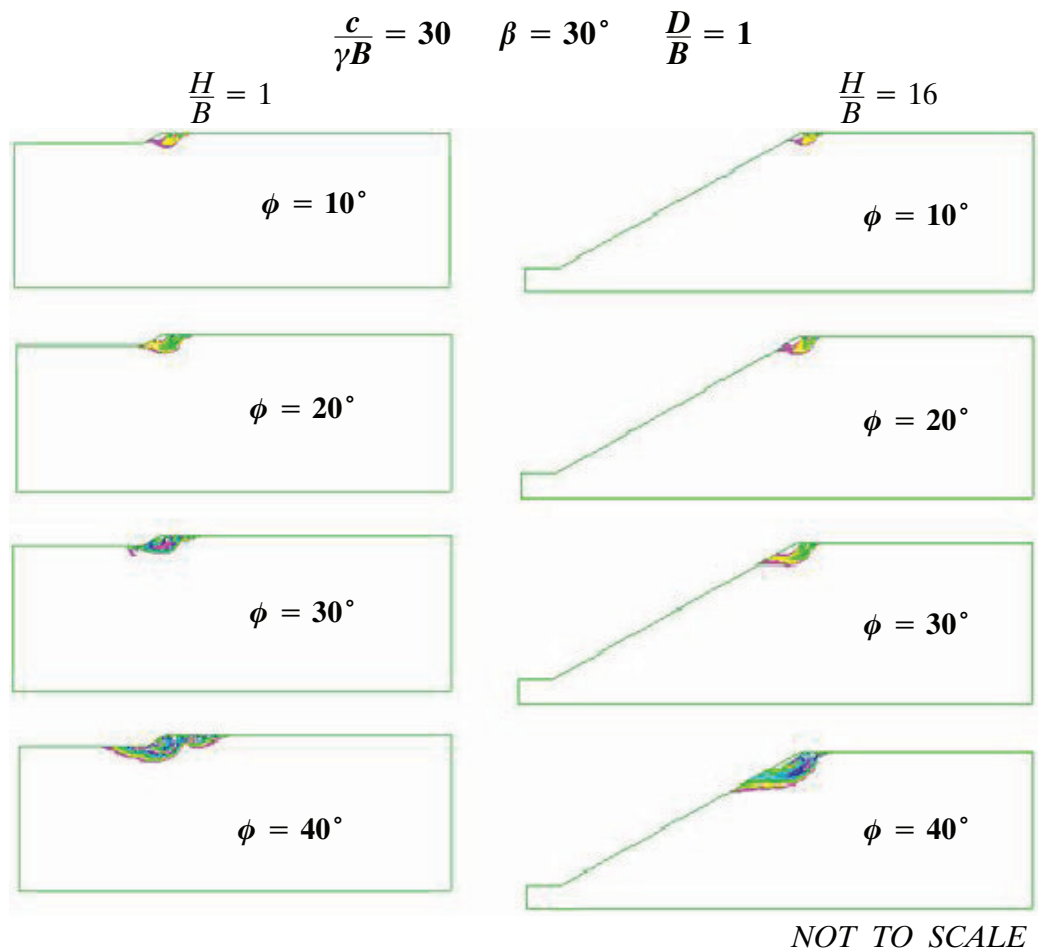 c/γB = 30 β = 30° D/B = 1
H/B = 1 H/B = 16
ϕ = 10° ϕ = 10°
ϕ = 20° ϕ = 20°
ϕ = 30° ϕ = 30°
ϕ = 40° ϕ = 40°
NOT TO SCALE